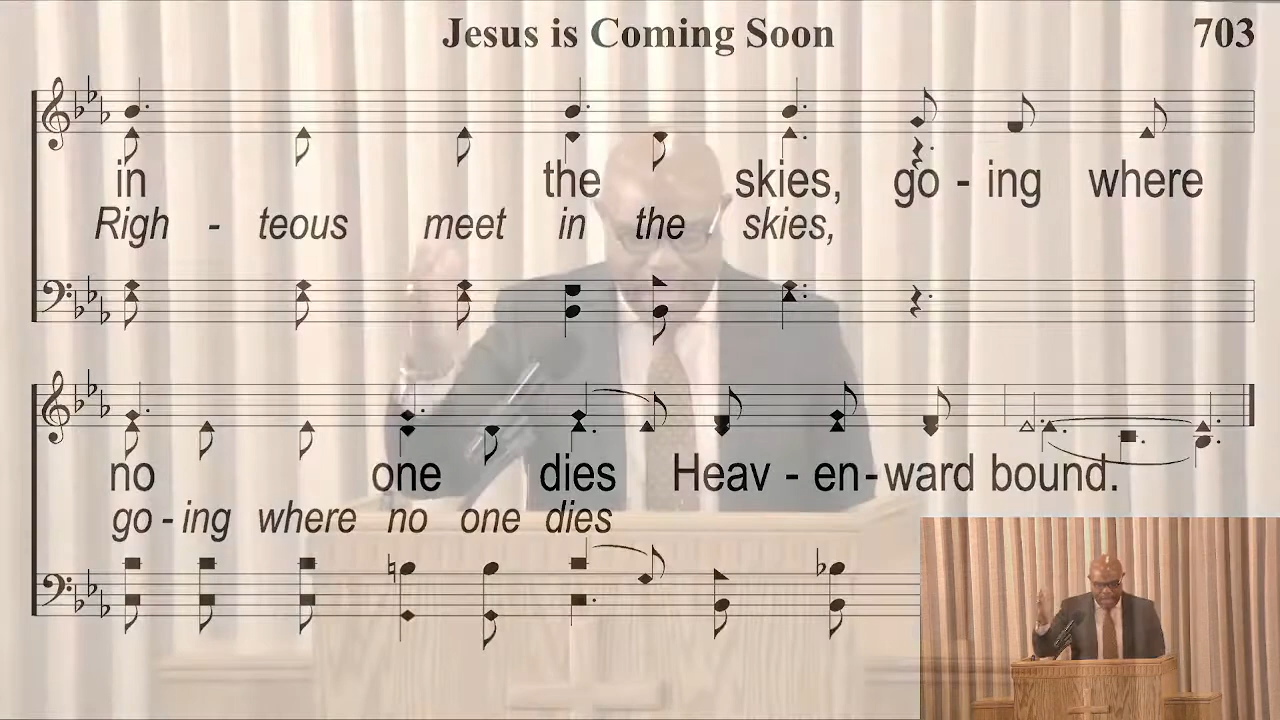 Jesus is Coming Soon 703
in the skies, go - ing where
Righ - teous meet in the skies,
no one dies Heav - en-ward bound.
go - ing where no one dies